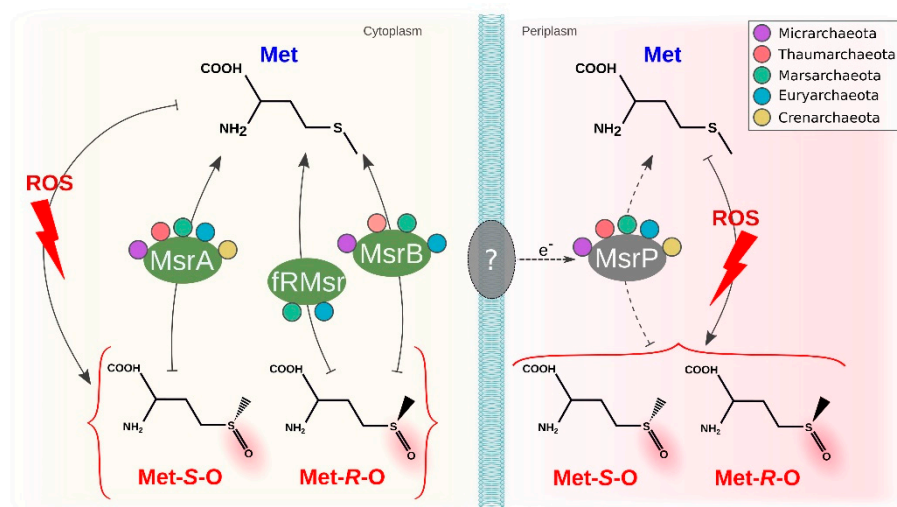 Cytoplasm
Met
COOH
NH2
S
ROS
MsrA
fRMsr
MsrB
COOH
NH2
S
O
Met-S-O
COOH
NH2
S
O
Met-R-O
?
e-
Periplasm
Met
COOH
NH2
S
Micrarchaeota
Thaumarchaeota
Marsarchaeota
Euryarchaeota
Crenarchaeota
MsrP
ROS
COOH
NH2
S
O
Met-S-O
COOH
NH2
S
O
Met-R-O